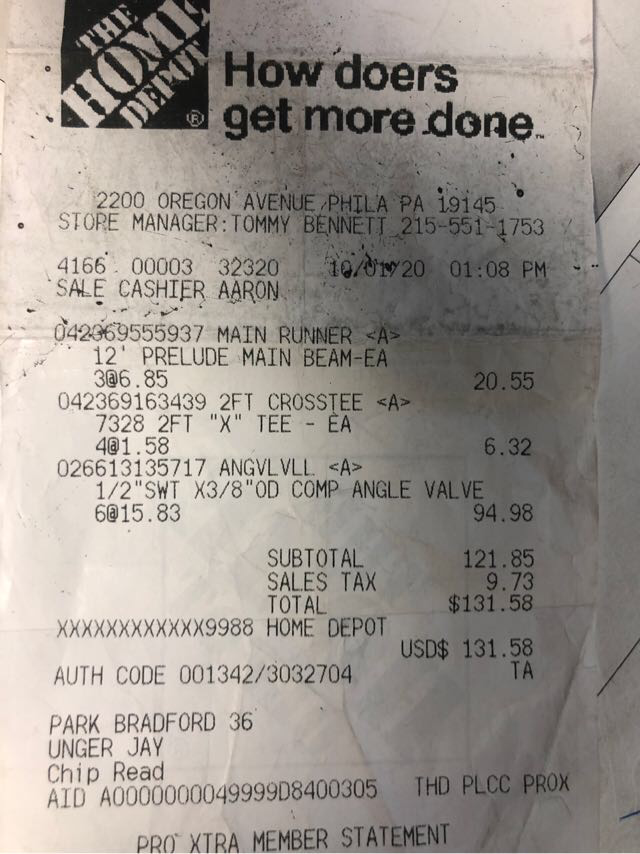 THE
HOME
DEPOT
®
How doers
get more done™
2200 OREGON AVENUE, PHILA PA 19145
STORE MANAGER:TOMMY BENNETT 215-551-1753
4166 00003 32320 10/01/20 01:08 PM
SALE CASHIER AARON
042369555937 MAIN RUNNER <A>
12' PRELUDE MAIN BEAM-EA
3@6.85 20.55
042369163439 2FT CROSSTEE <A>
7328 2FT "X" TEE - EA
4@1.58 6.32
026613135717 ANGVLVLL <A>
1/2"SWT X3/8"OD COMP ANGLE VALVE
6@15.83 94.98
SUBTOTAL 121.85
SALES TAX 9.73
TOTAL $131.58
XXXXXXXXXXXX9988 HOME DEPOT
USD$ 131.58
AUTH CODE 001342/3032704 TA
PARK BRADFORD 36
UNGER JAY
Chip Read
AID A0000000049999D8400305 THD PLCC PROX
PRO XTRA MEMBER STATEMENT